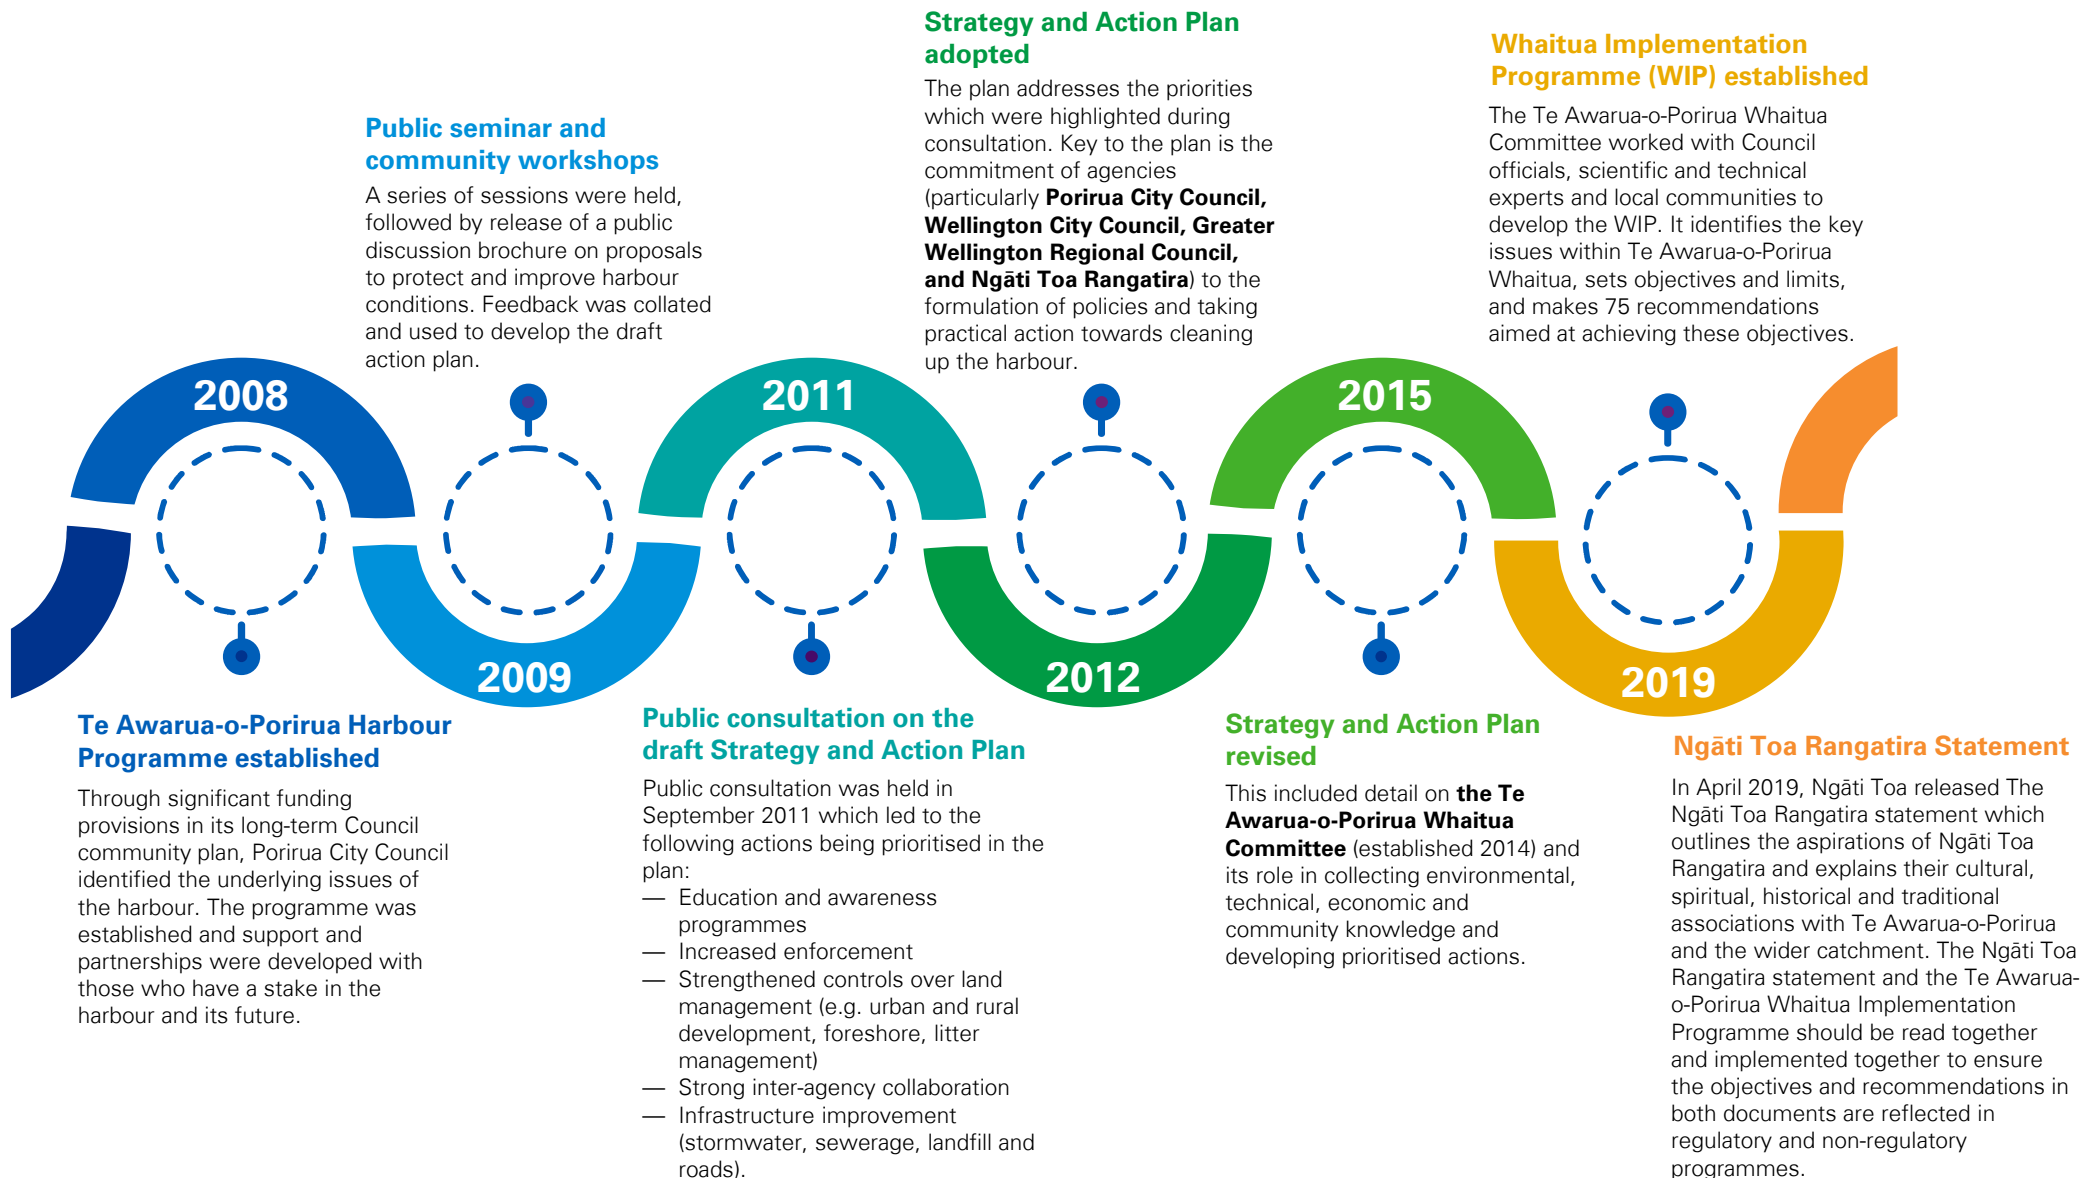 2008
Te Awarua-o-Porirua Harbour
Programme established
Through significant funding
provisions in its long-term Council
community plan, Porirua City Council
identified the underlying issues of
the harbour. The programme was
established and support and
partnerships were developed with
those who have a stake in the
harbour and its future.
Public seminar and
community workshops
A series of sessions were held,
followed by release of a public
discussion brochure on proposals
to protect and improve harbour
conditions. Feedback was collated
and used to develop the draft
action plan.
2009
2011
Public consultation on the
draft Strategy and Action Plan
Public consultation was held in
September 2011 which led to the
following actions being prioritised in the
plan:
— Education and awareness
programmes
— Increased enforcement
— Strengthened controls over land
management (e.g. urban and rural
development, foreshore, litter
management)
— Strong inter-agency collaboration
— Infrastructure improvement
(stormwater, sewerage, landfill and
roads).
Strategy and Action Plan
adopted
The plan addresses the priorities
which were highlighted during
consultation. Key to the plan is the
commitment of agencies
(particularly Porirua City Council,
Wellington City Council, Greater
Wellington Regional Council,
and Ngāti Toa Rangatira) to the
formulation of policies and taking
practical action towards cleaning
up the harbour.
2012
2015
Strategy and Action Plan
revised
This included detail on the Te
Awarua-o-Porirua Whaitua
Committee (established 2014) and
its role in collecting environmental,
technical, economic and
community knowledge and
developing prioritised actions.
Whaitua Implementation
Programme (WIP) established
The Te Awarua-o-Porirua Whaitua
Committee worked with Council
officials, scientific and technical
experts and local communities to
develop the WIP. It identifies the key
issues within Te Awarua-o-Porirua
Whaitua, sets objectives and limits,
and makes 75 recommendations
aimed at achieving these objectives.
2019
Ngāti Toa Rangatira Statement
In April 2019, Ngāti Toa released The
Ngāti Toa Rangatira statement which
outlines the aspirations of Ngāti Toa
Rangatira and explains their cultural,
spiritual, historical and traditional
associations with Te Awarua-o-Porirua
and the wider catchment. The Ngāti Toa
Rangatira statement and the Te Awarua-
o-Porirua Whaitua Implementation
Programme should be read together
and implemented together to ensure
the objectives and recommendations in
both documents are reflected in
regulatory and non-regulatory
programmes.